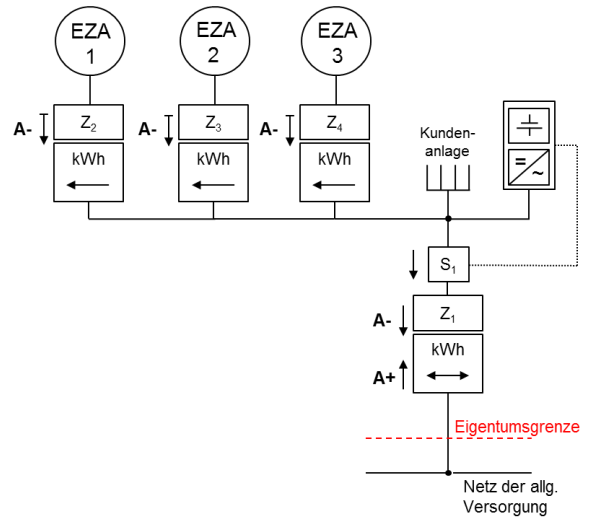 EZA
1
EZA
2
EZA
3
A-
Z₂
A-
Z₃
A-
Z₄
kWh
kWh
kWh
Kunden-
anlage
=
~
S₁
A-
Z₁
kWh
A+
Eigentumsgrenze
Netz der allg.
Versorgung